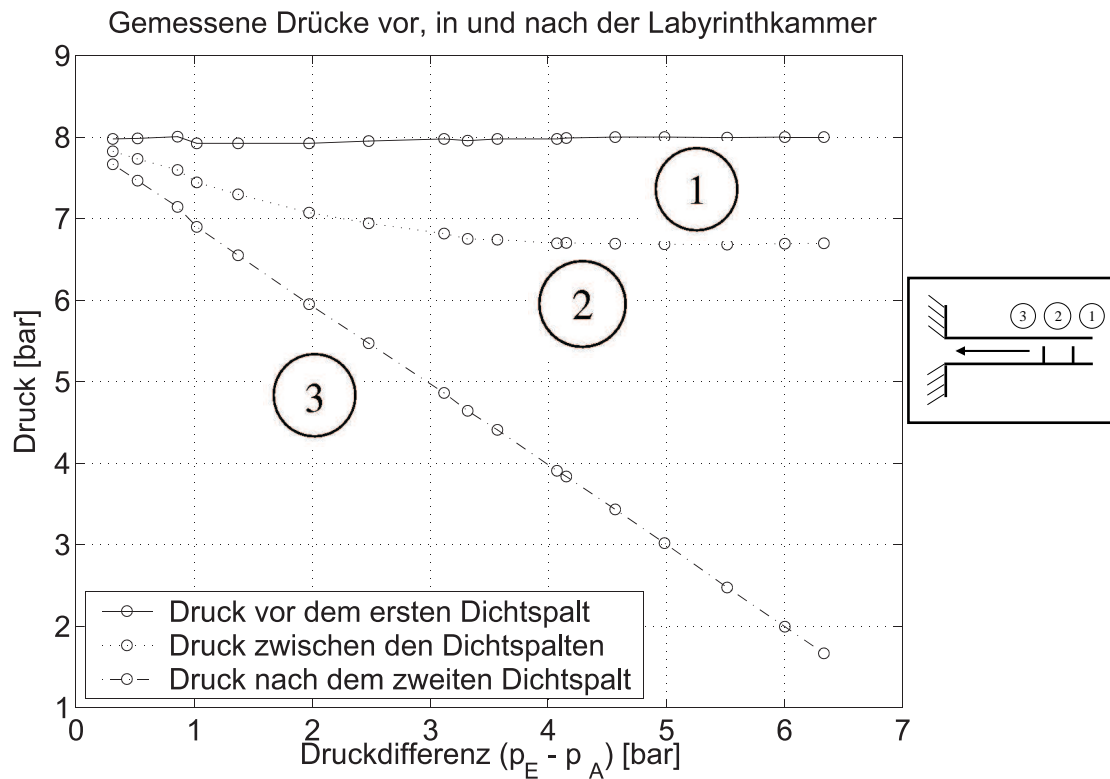 Gemessene Drücke vor, in und nach der Labyrinthkammer
9
8
7
6
5
4
3
2
1
Druck [bar]
1
2
3
3 2 1
Druck vor dem ersten Dichtspalt
Druck zwischen den Dichtspalten
Druck nach dem zweiten Dichtspalt
0 1 2 3 4 5 6 7
Druckdifferenz (p_E - p_A) [bar]